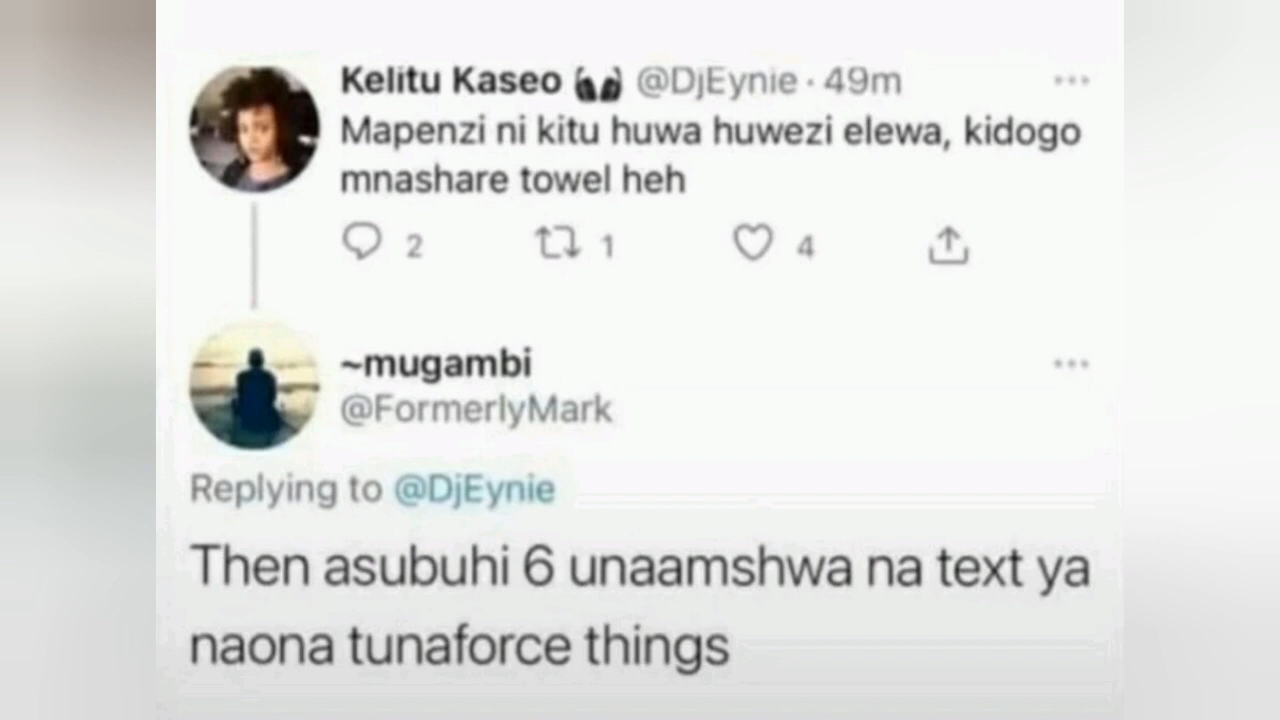 Kelitu Kaseo @DjEynie · 49m
Mapenzi ni kitu huwa huwezi elewa, kidogo
mnashare towel heh
2 1 4
~mugambi
@FormerlyMark
Replying to @DjEynie
Then asubuhi 6 unaamshwa na text ya
naona tunaforce things